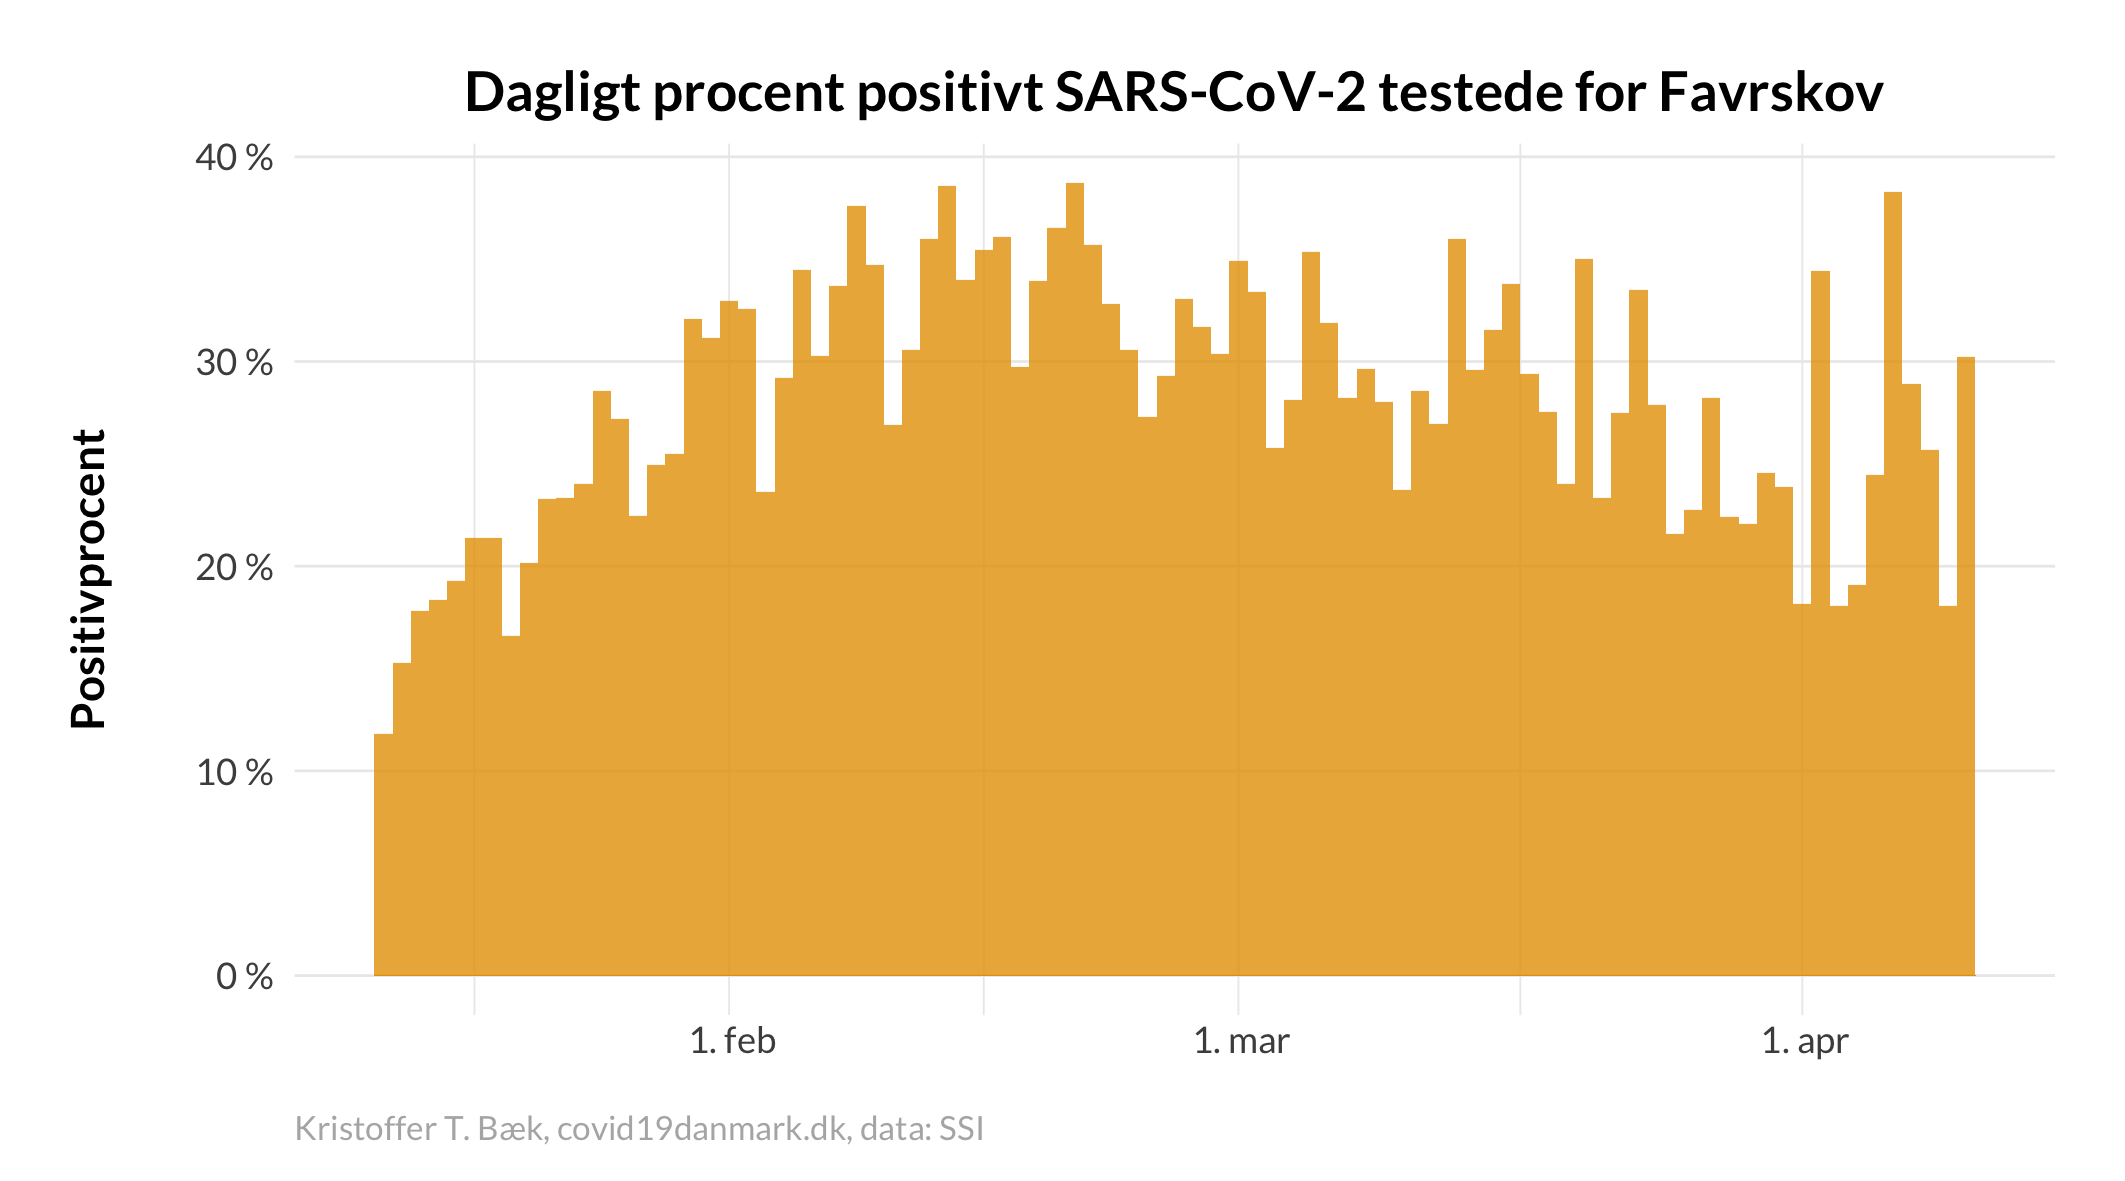 Dagligt procent positivt SARS-CoV-2 testede for Favrskov
Positivprocent
40 %
30 %
20 %
10 %
0 %
1. feb
1. mar
1. apr
Kristoffer T. Bæk, covid19danmark.dk, data: SSI